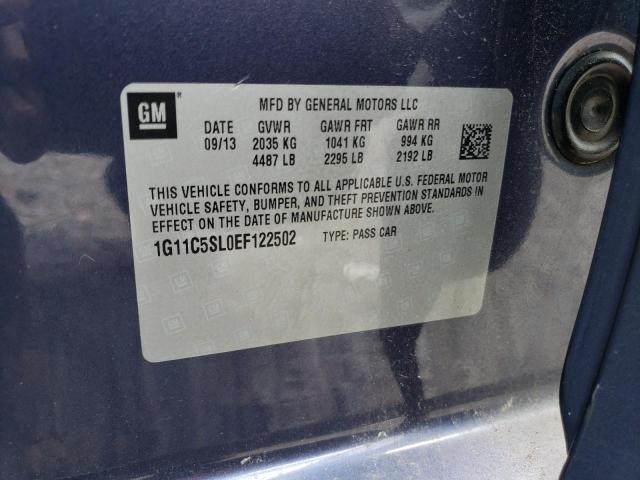 GM
MFD BY GENERAL MOTORS LLC
DATE GVWR GAWR FRT GAWR RR
09/13 2035 KG 1041 KG 994 KG
4487 LB 2295 LB 2192 LB
THIS VEHICLE CONFORMS TO ALL APPLICABLE U.S. FEDERAL MOTOR
VEHICLE SAFETY, BUMPER, AND THEFT PREVENTION STANDARDS IN
EFFECT ON THE DATE OF MANUFACTURE SHOWN ABOVE.
1G11C5SL0EF122502 TYPE: PASS CAR